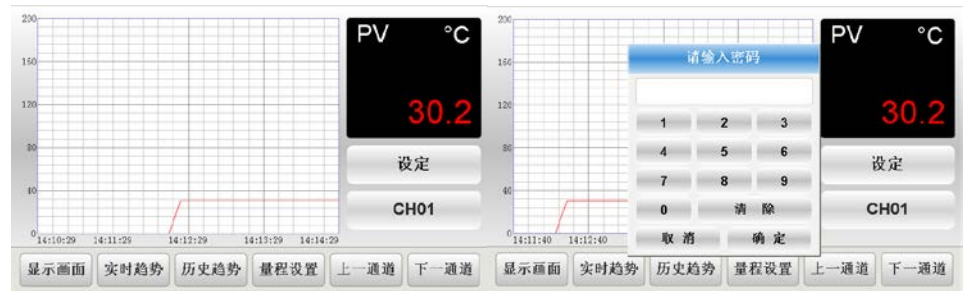 200
PV °C
160
120
30.2
80
设定
40
CH01
0
14:10:29 14:11:29 14:12:29 14:13:29 14:14:29
显示画面 实时趋势 历史趋势 量程设置 上一通道 下一通道
200
PV °C
请输入密码
160
120
30.2
1 2 3
80
4 5 6
设定
7 8 9
40
0 清 除
CH01
0
14:11:40 14:12:40
取 消 确 定
显示画面 实时趋势 历史趋势 量程设置 上一通道 下一通道